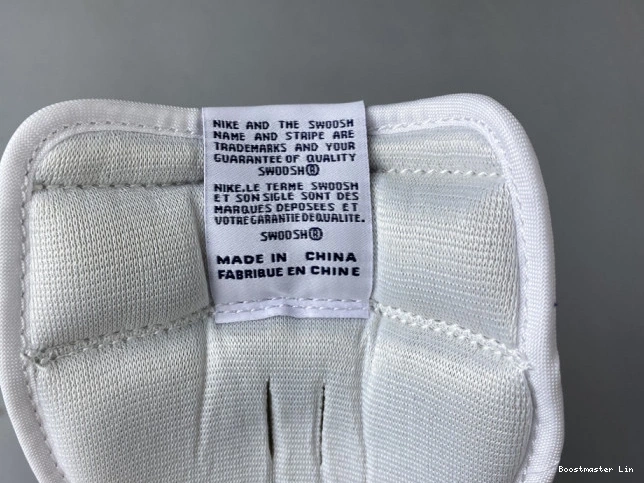 NIKE AND THE SWOOSH
NAME AND STRIPE ARE
TRADEMARKS AND YOUR
GUARANTEE OF QUALITY
SWOOSH®
NIKE.LE TERME SWOOSH
ET SON SIGLE SONT DES
MARQUES DEPOSEES ET
VOTRE GARANTIE DE QUALITE.
SWOOSH®
MADE IN CHINA
FABRIQUE EN CHINE
Boostmaster Lin